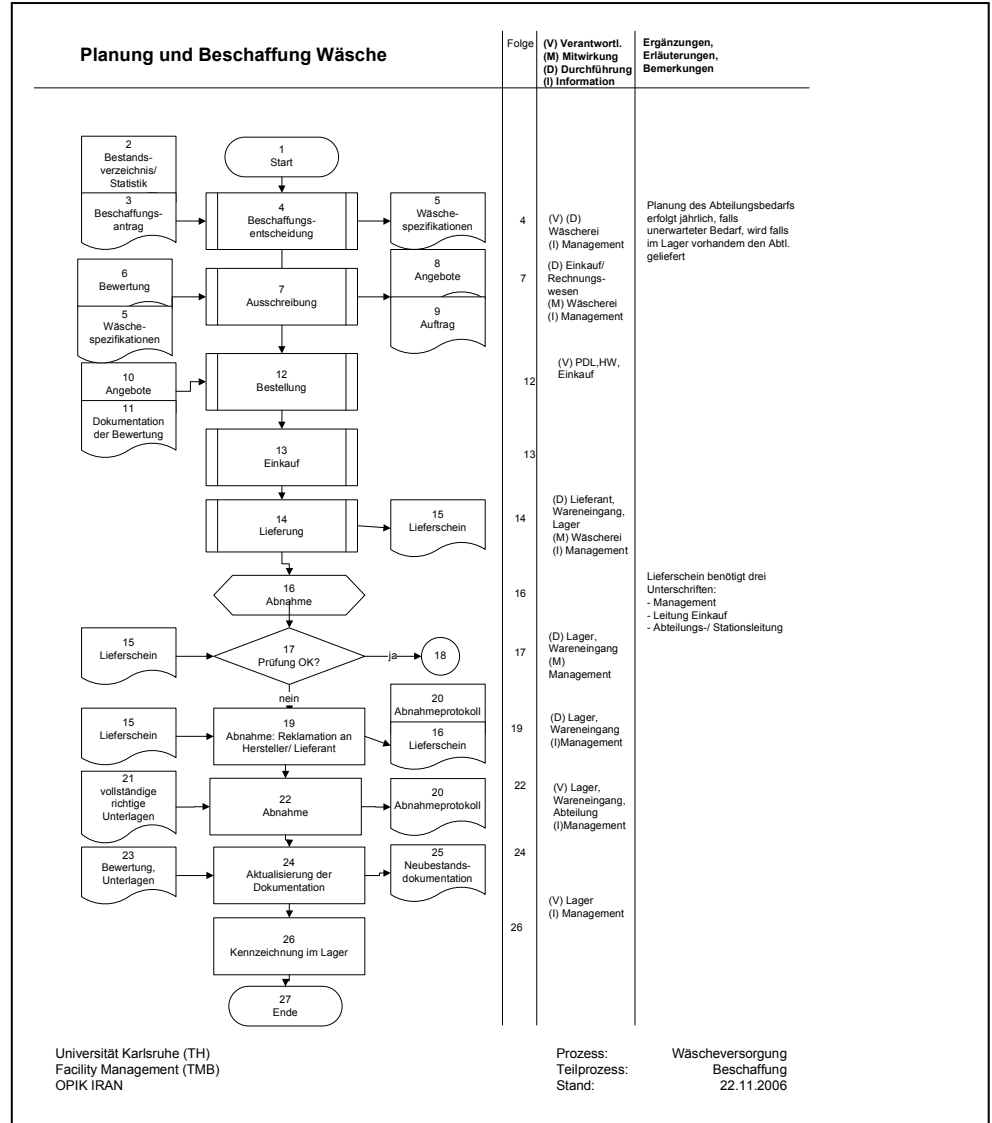 Planung und Beschaffung Wäsche
Folge
(V) Verantwortl.
(M) Mitwirkung
(D) Durchführung
(I) Information
Ergänzungen,
Erläuterungen,
Bemerkungen
2
Bestands-
verzeichnis/
Statistik
1
Start
3
Beschaffungs-
antrag
4
Beschaffungs-
entscheidung
5
Wäsche-
spezifikationen
4
(V) (D)
Wäscherei
(I) Management
Planung des Abteilungsbedarfs
erfolgt jährlich, falls
unerwarteter Bedarf, wird falls
im Lager vorhandem den Abtl.
geliefert
6
Bewertung
5
Wäsche-
spezifikationen
7
Ausschreibung
8
Angebote
9
Auftrag
7
(D) Einkauf/
Rechnungs-
wesen
(M) Wäscherei
(I) Management
10
Angebote
11
Dokumentation
der Bewertung
12
Bestellung
12
(V) PDL,HW,
Einkauf
13
Einkauf
13
14
Lieferung
15
Lieferschein
14
(D) Lieferant,
Wareneingang,
Lager
(M) Wäscherei
(I) Management
16
Abnahme
16
Lieferschein benötigt drei
Unterschriften:
- Management
- Leitung Einkauf
- Abteilungs-/ Stationsleitung
15
Lieferschein
17
Prüfung OK?
ja
18
17
(D) Lager,
Wareneingang
(M)
Management
nein
15
Lieferschein
19
Abnahme: Reklamation an
Hersteller/ Lieferant
20
Abnahmeprotokoll
16
Lieferschein
19
(D) Lager,
Wareneingang
(I)Management
21
vollständige
richtige
Unterlagen
22
Abnahme
20
Abnahmeprotokoll
22
(V) Lager,
Wareneingang,
Abteilung
(I)Management
23
Bewertung,
Unterlagen
24
Aktualisierung der
Dokumentation
25
Neubestands-
dokumentation
24
26
Kennzeichnung im Lager
26
(V) Lager
(I) Management
27
Ende
Universität Karlsruhe (TH)
Facility Management (TMB)
OPIK IRAN
Prozess: Wäscheversorgung
Teilprozess: Beschaffung
Stand: 22.11.2006